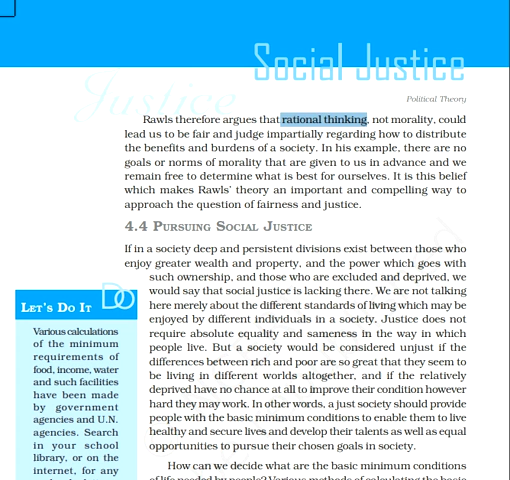 Social Justice
Justice
Political Theory
Rawls therefore argues that rational thinking, not morality, could
lead us to be fair and judge impartially regarding how to distribute
the benefits and burdens of a society. In his example, there are no
goals or norms of morality that are given to us in advance and we
remain free to determine what is best for ourselves. It is this belief
which makes Rawls' theory an important and compelling way to
approach the question of fairness and justice.
4.4 PURSUING SOCIAL JUSTICE
If in a society deep and persistent divisions exist between those who
enjoy greater wealth and property, and the power which goes with
such ownership, and those who are excluded and deprived, we
would say that social justice is lacking there. We are not talking
here merely about the different standards of living which may be
enjoyed by different individuals in a society. Justice does not
require absolute equality and sameness in the way in which
people live. But a society would be considered unjust if the
differences between rich and poor are so great that they seem to
be living in different worlds altogether, and if the relatively
deprived have no chance at all to improve their condition however
hard they may work. In other words, a just society should provide
people with the basic minimum conditions to enable them to live
healthy and secure lives and develop their talents as well as equal
opportunities to pursue their chosen goals in society.
How can we decide what are the basic minimum conditions
of life needed by people? Various methods of calculating the basic
LET'S DO IT Do
Various calculations
of the minimum
requirements of
food, income, water
and such facilities
have been made
by government
agencies and U.N.
agencies. Search
in your school
library, or on the
internet, for any